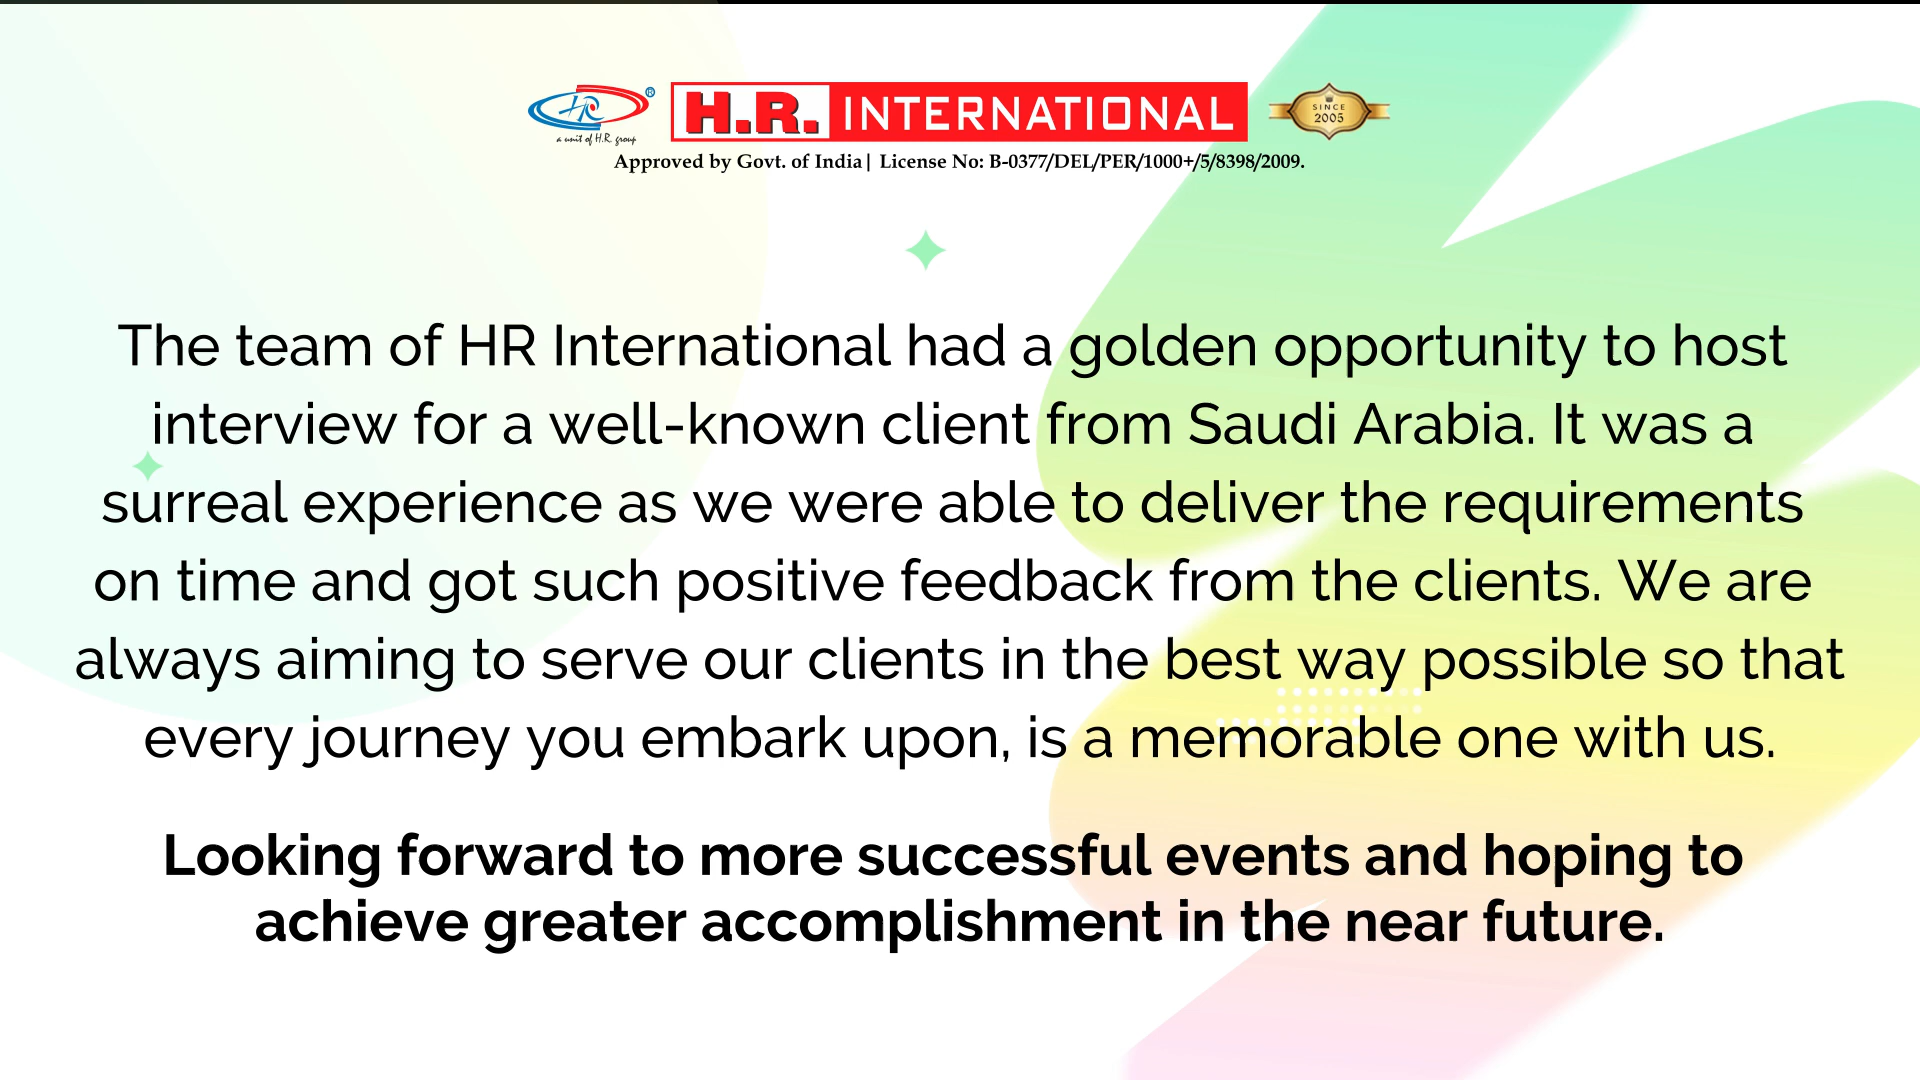 HR ®
a unit of H.R. group
H.R. INTERNATIONAL
SINCE
2005
Approved by Govt. of India| License No: B-0377/DEL/PER/1000+/5/8398/2009.
The team of HR International had a golden opportunity to host
interview for a well-known client from Saudi Arabia. It was a
surreal experience as we were able to deliver the requirements
on time and got such positive feedback from the clients. We are
always aiming to serve our clients in the best way possible so that
every journey you embark upon, is a memorable one with us.
Looking forward to more successful events and hoping to
achieve greater accomplishment in the near future.